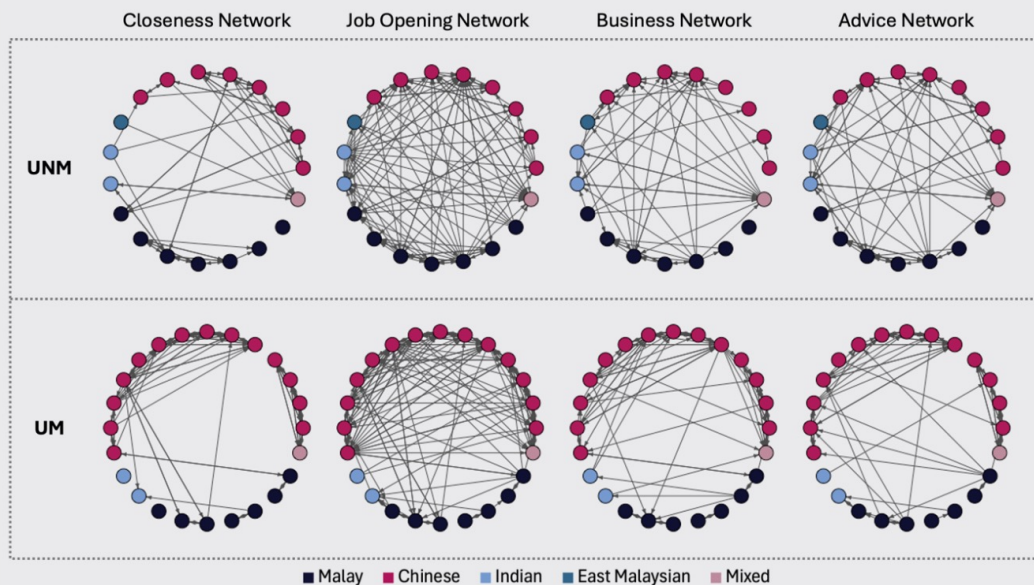 Closeness Network Job Opening Network Business Network Advice Network
UNM
UM
Malay Chinese Indian East Malaysian Mixed